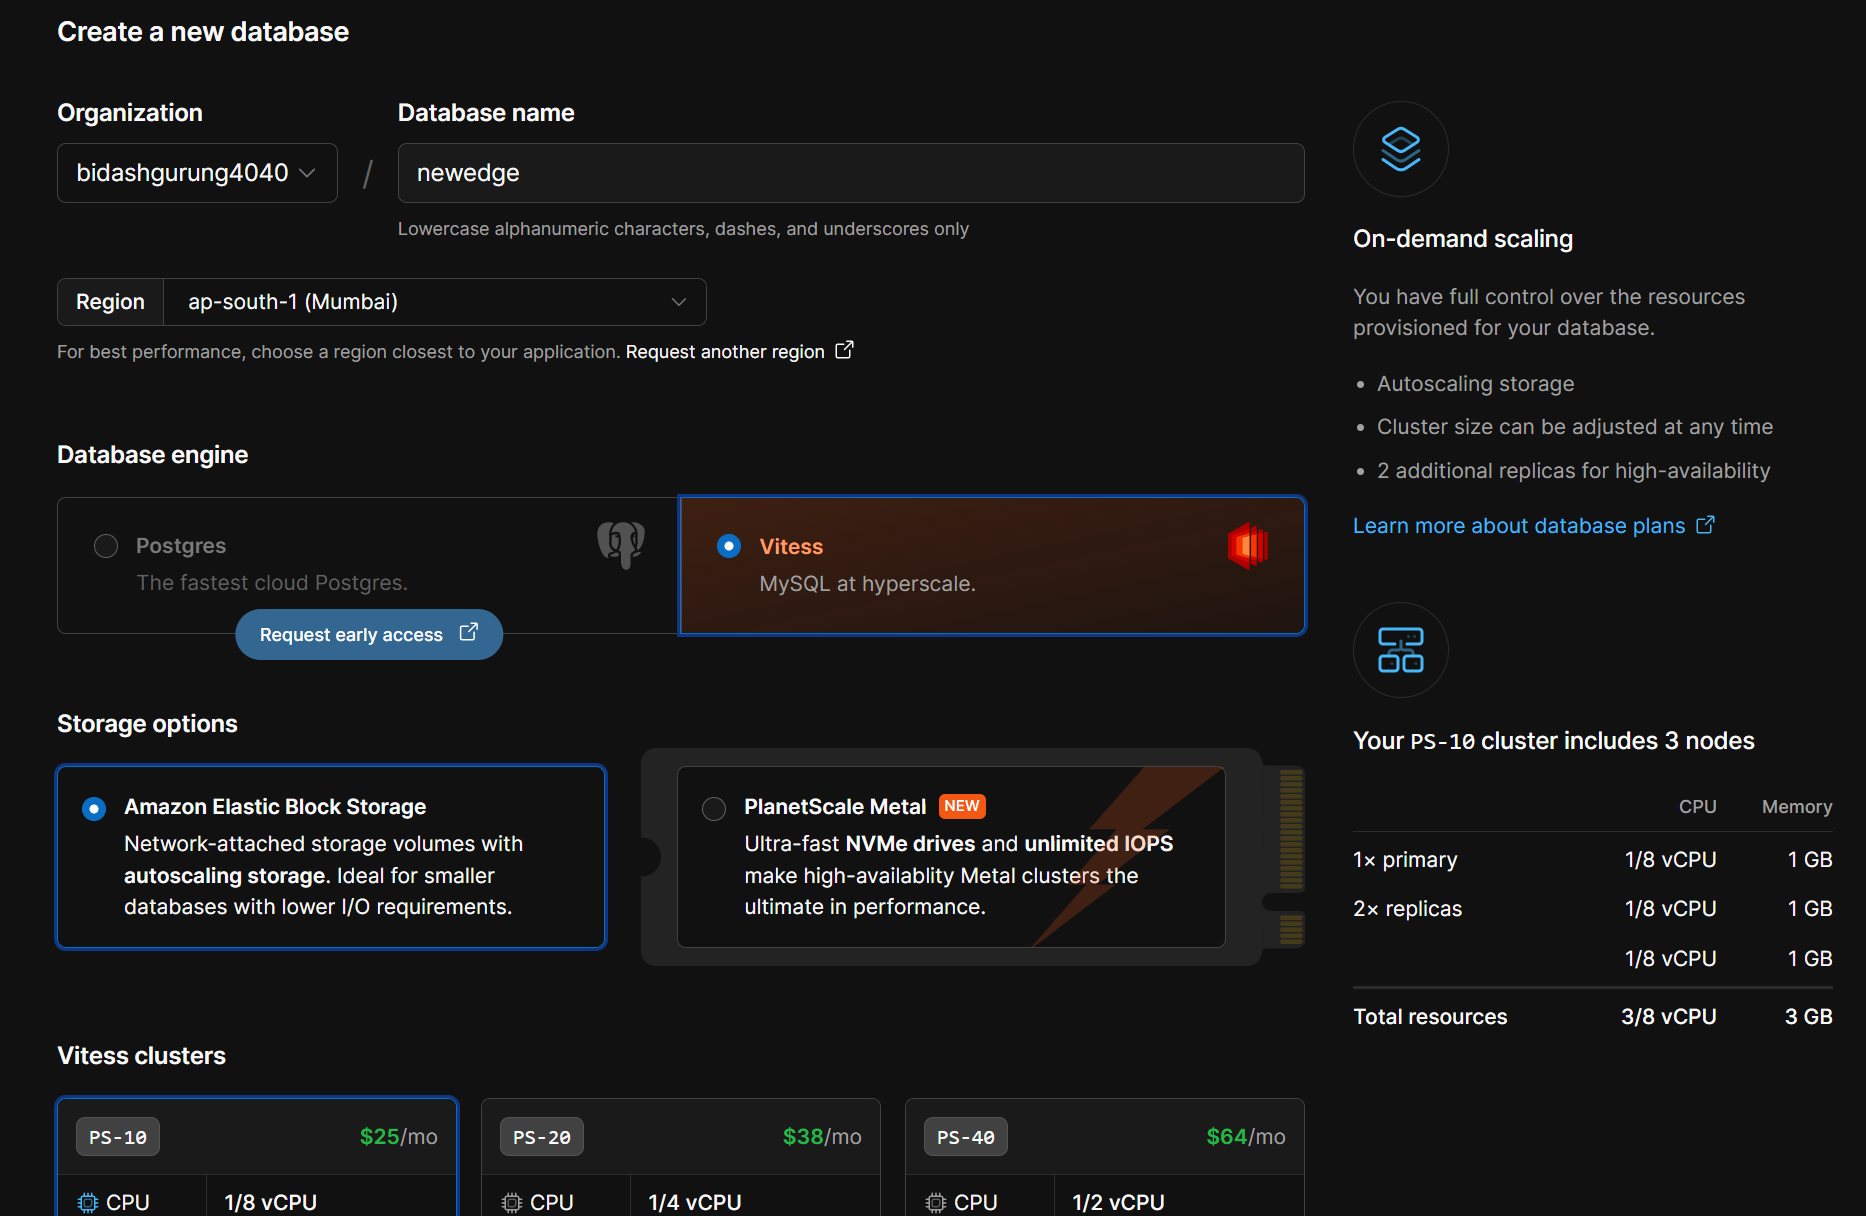 Create a new database
Organization
Database name
bidashgurung4040
/
newedge
Lowercase alphanumeric characters, dashes, and underscores only
Region
ap-south-1 (Mumbai)
For best performance, choose a region closest to your application. Request another region
Database engine
Postgres
The fastest cloud Postgres.
Request early access
Vitess
MySQL at hyperscale.
Storage options
Amazon Elastic Block Storage
Network-attached storage volumes with
autoscaling storage. Ideal for smaller
databases with lower I/O requirements.
PlanetScale Metal NEW
Ultra-fast NVMe drives and unlimited IOPS
make high-availablity Metal clusters the
ultimate in performance.
Vitess clusters
PS-10 $25/mo
CPU 1/8 vCPU
PS-20 $38/mo
CPU 1/4 vCPU
PS-40 $64/mo
CPU 1/2 vCPU
On-demand scaling
You have full control over the resources
provisioned for your database.
• Autoscaling storage
• Cluster size can be adjusted at any time
• 2 additional replicas for high-availability
Learn more about database plans
Your PS-10 cluster includes 3 nodes
CPU Memory
1× primary 1/8 vCPU 1 GB
2× replicas 1/8 vCPU 1 GB
1/8 vCPU 1 GB
Total resources 3/8 vCPU 3 GB